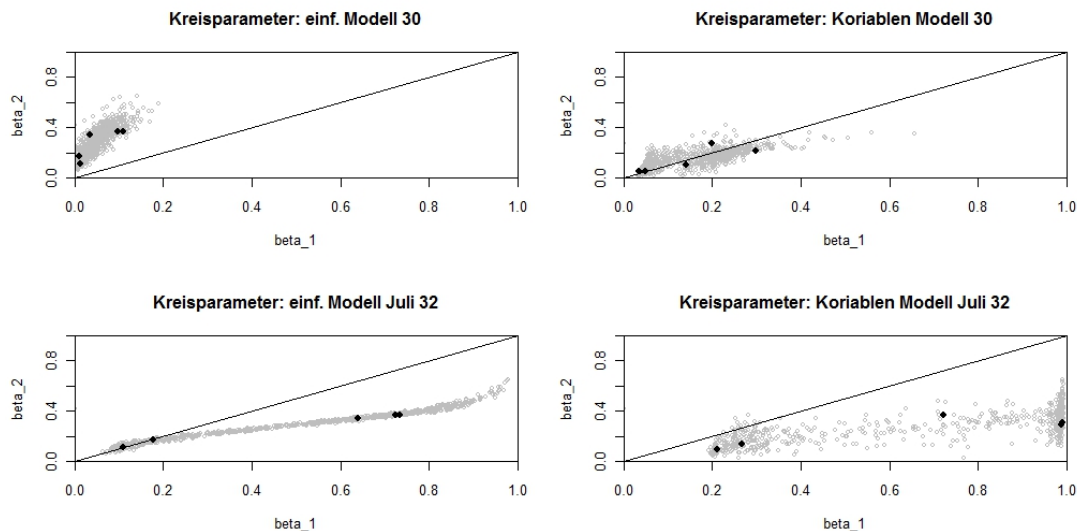 Kreisparameter: einf. Modell 30
beta_2
0.0 0.4 0.8
0.0 0.2 0.4 0.6 0.8 1.0
beta_1
Kreisparameter: Koriablen Modell 30
beta_2
0.0 0.4 0.8
0.0 0.2 0.4 0.6 0.8 1.0
beta_1
Kreisparameter: einf. Modell Juli 32
beta_2
0.0 0.4 0.8
0.0 0.2 0.4 0.6 0.8 1.0
beta_1
Kreisparameter: Koriablen Modell Juli 32
beta_2
0.0 0.4 0.8
0.0 0.2 0.4 0.6 0.8 1.0
beta_1